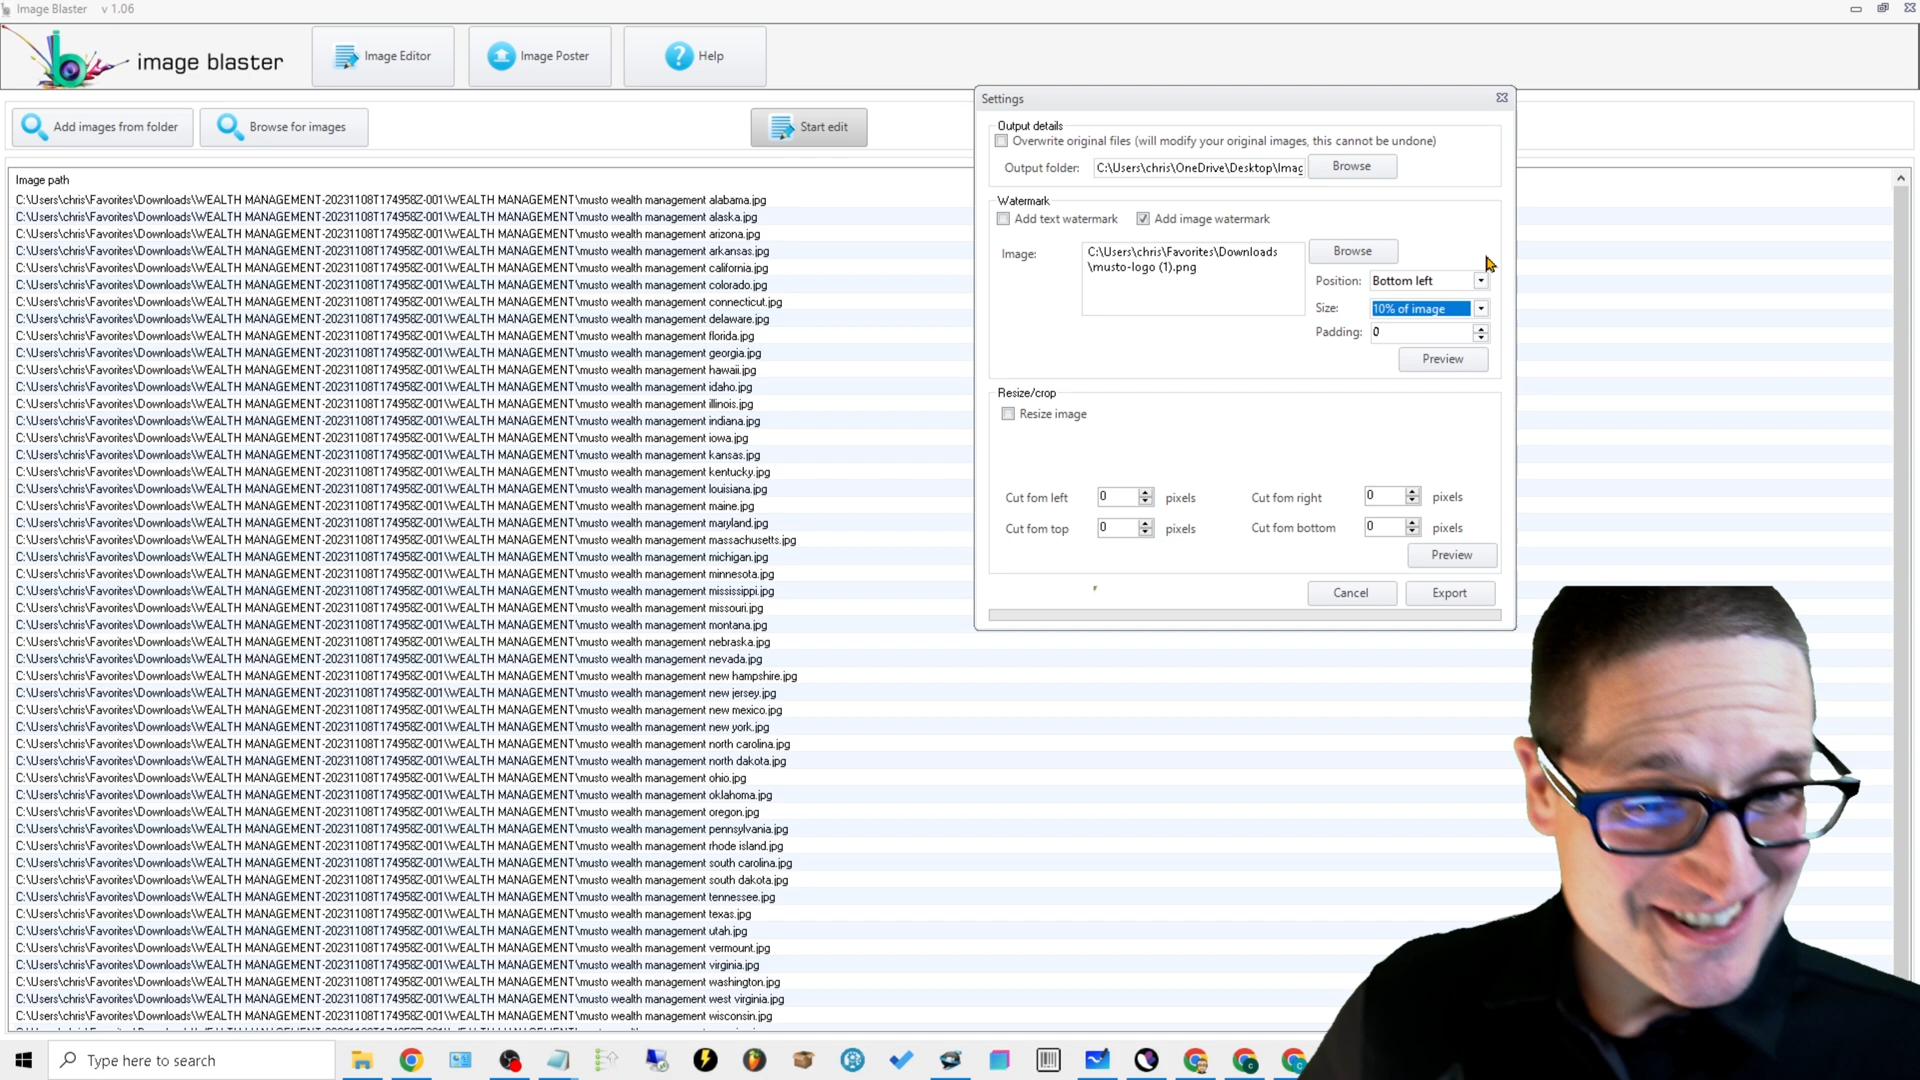 Image Blaster   v 1.06
image blaster
Image Editor
Image Poster
Help
Add images from folder
Browse for images
Start edit
Image path
C:\Users\chris\Favorites\Downloads\WEALTH MANAGEMENT-20231108T174958Z-001\WEALTH MANAGEMENT\musto wealth management alabama.jpg
C:\Users\chris\Favorites\Downloads\WEALTH MANAGEMENT-20231108T174958Z-001\WEALTH MANAGEMENT\musto wealth management alaska.jpg
C:\Users\chris\Favorites\Downloads\WEALTH MANAGEMENT-20231108T174958Z-001\WEALTH MANAGEMENT\musto wealth management arizona.jpg
C:\Users\chris\Favorites\Downloads\WEALTH MANAGEMENT-20231108T174958Z-001\WEALTH MANAGEMENT\musto wealth management arkansas.jpg
C:\Users\chris\Favorites\Downloads\WEALTH MANAGEMENT-20231108T174958Z-001\WEALTH MANAGEMENT\musto wealth management california.jpg
C:\Users\chris\Favorites\Downloads\WEALTH MANAGEMENT-20231108T174958Z-001\WEALTH MANAGEMENT\musto wealth management colorado.jpg
C:\Users\chris\Favorites\Downloads\WEALTH MANAGEMENT-20231108T174958Z-001\WEALTH MANAGEMENT\musto wealth management connecticut.jpg
C:\Users\chris\Favorites\Downloads\WEALTH MANAGEMENT-20231108T174958Z-001\WEALTH MANAGEMENT\musto wealth management delaware.jpg
C:\Users\chris\Favorites\Downloads\WEALTH MANAGEMENT-20231108T174958Z-001\WEALTH MANAGEMENT\musto wealth management florida.jpg
C:\Users\chris\Favorites\Downloads\WEALTH MANAGEMENT-20231108T174958Z-001\WEALTH MANAGEMENT\musto wealth management georgia.jpg
C:\Users\chris\Favorites\Downloads\WEALTH MANAGEMENT-20231108T174958Z-001\WEALTH MANAGEMENT\musto wealth management hawaii.jpg
C:\Users\chris\Favorites\Downloads\WEALTH MANAGEMENT-20231108T174958Z-001\WEALTH MANAGEMENT\musto wealth management idaho.jpg
C:\Users\chris\Favorites\Downloads\WEALTH MANAGEMENT-20231108T174958Z-001\WEALTH MANAGEMENT\musto wealth management illinois.jpg
C:\Users\chris\Favorites\Downloads\WEALTH MANAGEMENT-20231108T174958Z-001\WEALTH MANAGEMENT\musto wealth management indiana.jpg
C:\Users\chris\Favorites\Downloads\WEALTH MANAGEMENT-20231108T174958Z-001\WEALTH MANAGEMENT\musto wealth management iowa.jpg
C:\Users\chris\Favorites\Downloads\WEALTH MANAGEMENT-20231108T174958Z-001\WEALTH MANAGEMENT\musto wealth management kansas.jpg
C:\Users\chris\Favorites\Downloads\WEALTH MANAGEMENT-20231108T174958Z-001\WEALTH MANAGEMENT\musto wealth management kentucky.jpg
C:\Users\chris\Favorites\Downloads\WEALTH MANAGEMENT-20231108T174958Z-001\WEALTH MANAGEMENT\musto wealth management louisiana.jpg
C:\Users\chris\Favorites\Downloads\WEALTH MANAGEMENT-20231108T174958Z-001\WEALTH MANAGEMENT\musto wealth management maine.jpg
C:\Users\chris\Favorites\Downloads\WEALTH MANAGEMENT-20231108T174958Z-001\WEALTH MANAGEMENT\musto wealth management maryland.jpg
C:\Users\chris\Favorites\Downloads\WEALTH MANAGEMENT-20231108T174958Z-001\WEALTH MANAGEMENT\musto wealth management massachusetts.jpg
C:\Users\chris\Favorites\Downloads\WEALTH MANAGEMENT-20231108T174958Z-001\WEALTH MANAGEMENT\musto wealth management michigan.jpg
C:\Users\chris\Favorites\Downloads\WEALTH MANAGEMENT-20231108T174958Z-001\WEALTH MANAGEMENT\musto wealth management minnesota.jpg
C:\Users\chris\Favorites\Downloads\WEALTH MANAGEMENT-20231108T174958Z-001\WEALTH MANAGEMENT\musto wealth management mississippi.jpg
C:\Users\chris\Favorites\Downloads\WEALTH MANAGEMENT-20231108T174958Z-001\WEALTH MANAGEMENT\musto wealth management missouri.jpg
C:\Users\chris\Favorites\Downloads\WEALTH MANAGEMENT-20231108T174958Z-001\WEALTH MANAGEMENT\musto wealth management montana.jpg
C:\Users\chris\Favorites\Downloads\WEALTH MANAGEMENT-20231108T174958Z-001\WEALTH MANAGEMENT\musto wealth management nebraska.jpg
C:\Users\chris\Favorites\Downloads\WEALTH MANAGEMENT-20231108T174958Z-001\WEALTH MANAGEMENT\musto wealth management nevada.jpg
C:\Users\chris\Favorites\Downloads\WEALTH MANAGEMENT-20231108T174958Z-001\WEALTH MANAGEMENT\musto wealth management new hampshire.jpg
C:\Users\chris\Favorites\Downloads\WEALTH MANAGEMENT-20231108T174958Z-001\WEALTH MANAGEMENT\musto wealth management new jersey.jpg
C:\Users\chris\Favorites\Downloads\WEALTH MANAGEMENT-20231108T174958Z-001\WEALTH MANAGEMENT\musto wealth management new mexico.jpg
C:\Users\chris\Favorites\Downloads\WEALTH MANAGEMENT-20231108T174958Z-001\WEALTH MANAGEMENT\musto wealth management new york.jpg
C:\Users\chris\Favorites\Downloads\WEALTH MANAGEMENT-20231108T174958Z-001\WEALTH MANAGEMENT\musto wealth management north carolina.jpg
C:\Users\chris\Favorites\Downloads\WEALTH MANAGEMENT-20231108T174958Z-001\WEALTH MANAGEMENT\musto wealth management north dakota.jpg
C:\Users\chris\Favorites\Downloads\WEALTH MANAGEMENT-20231108T174958Z-001\WEALTH MANAGEMENT\musto wealth management ohio.jpg
C:\Users\chris\Favorites\Downloads\WEALTH MANAGEMENT-20231108T174958Z-001\WEALTH MANAGEMENT\musto wealth management oklahoma.jpg
C:\Users\chris\Favorites\Downloads\WEALTH MANAGEMENT-20231108T174958Z-001\WEALTH MANAGEMENT\musto wealth management oregon.jpg
C:\Users\chris\Favorites\Downloads\WEALTH MANAGEMENT-20231108T174958Z-001\WEALTH MANAGEMENT\musto wealth management pennsylvania.jpg
C:\Users\chris\Favorites\Downloads\WEALTH MANAGEMENT-20231108T174958Z-001\WEALTH MANAGEMENT\musto wealth management rhode island.jpg
C:\Users\chris\Favorites\Downloads\WEALTH MANAGEMENT-20231108T174958Z-001\WEALTH MANAGEMENT\musto wealth management south carolina.jpg
C:\Users\chris\Favorites\Downloads\WEALTH MANAGEMENT-20231108T174958Z-001\WEALTH MANAGEMENT\musto wealth management south dakota.jpg
C:\Users\chris\Favorites\Downloads\WEALTH MANAGEMENT-20231108T174958Z-001\WEALTH MANAGEMENT\musto wealth management tennessee.jpg
C:\Users\chris\Favorites\Downloads\WEALTH MANAGEMENT-20231108T174958Z-001\WEALTH MANAGEMENT\musto wealth management texas.jpg
C:\Users\chris\Favorites\Downloads\WEALTH MANAGEMENT-20231108T174958Z-001\WEALTH MANAGEMENT\musto wealth management utah.jpg
C:\Users\chris\Favorites\Downloads\WEALTH MANAGEMENT-20231108T174958Z-001\WEALTH MANAGEMENT\musto wealth management vermount.jpg
C:\Users\chris\Favorites\Downloads\WEALTH MANAGEMENT-20231108T174958Z-001\WEALTH MANAGEMENT\musto wealth management virginia.jpg
C:\Users\chris\Favorites\Downloads\WEALTH MANAGEMENT-20231108T174958Z-001\WEALTH MANAGEMENT\musto wealth management washington.jpg
C:\Users\chris\Favorites\Downloads\WEALTH MANAGEMENT-20231108T174958Z-001\WEALTH MANAGEMENT\musto wealth management west virginia.jpg
C:\Users\chris\Favorites\Downloads\WEALTH MANAGEMENT-20231108T174958Z-001\WEALTH MANAGEMENT\musto wealth management wisconsin.jpg
Settings
Output details
Overwrite original files (will modify your original images, this cannot be undone)
Output folder: C:\Users\chris\OneDrive\Desktop\Imag Browse
Watermark
Add text watermark Add image watermark
Image: C:\Users\chris\Favorites\Downloads
\musto-logo (1).png
Browse
Position: Bottom left
Size: 10% of image
Padding: 0
Preview
Resize/crop
Resize image
Cut fom left 0 pixels Cut fom right 0 pixels
Cut fom top 0 pixels Cut fom bottom 0 pixels
Preview
Cancel Export
Type here to search